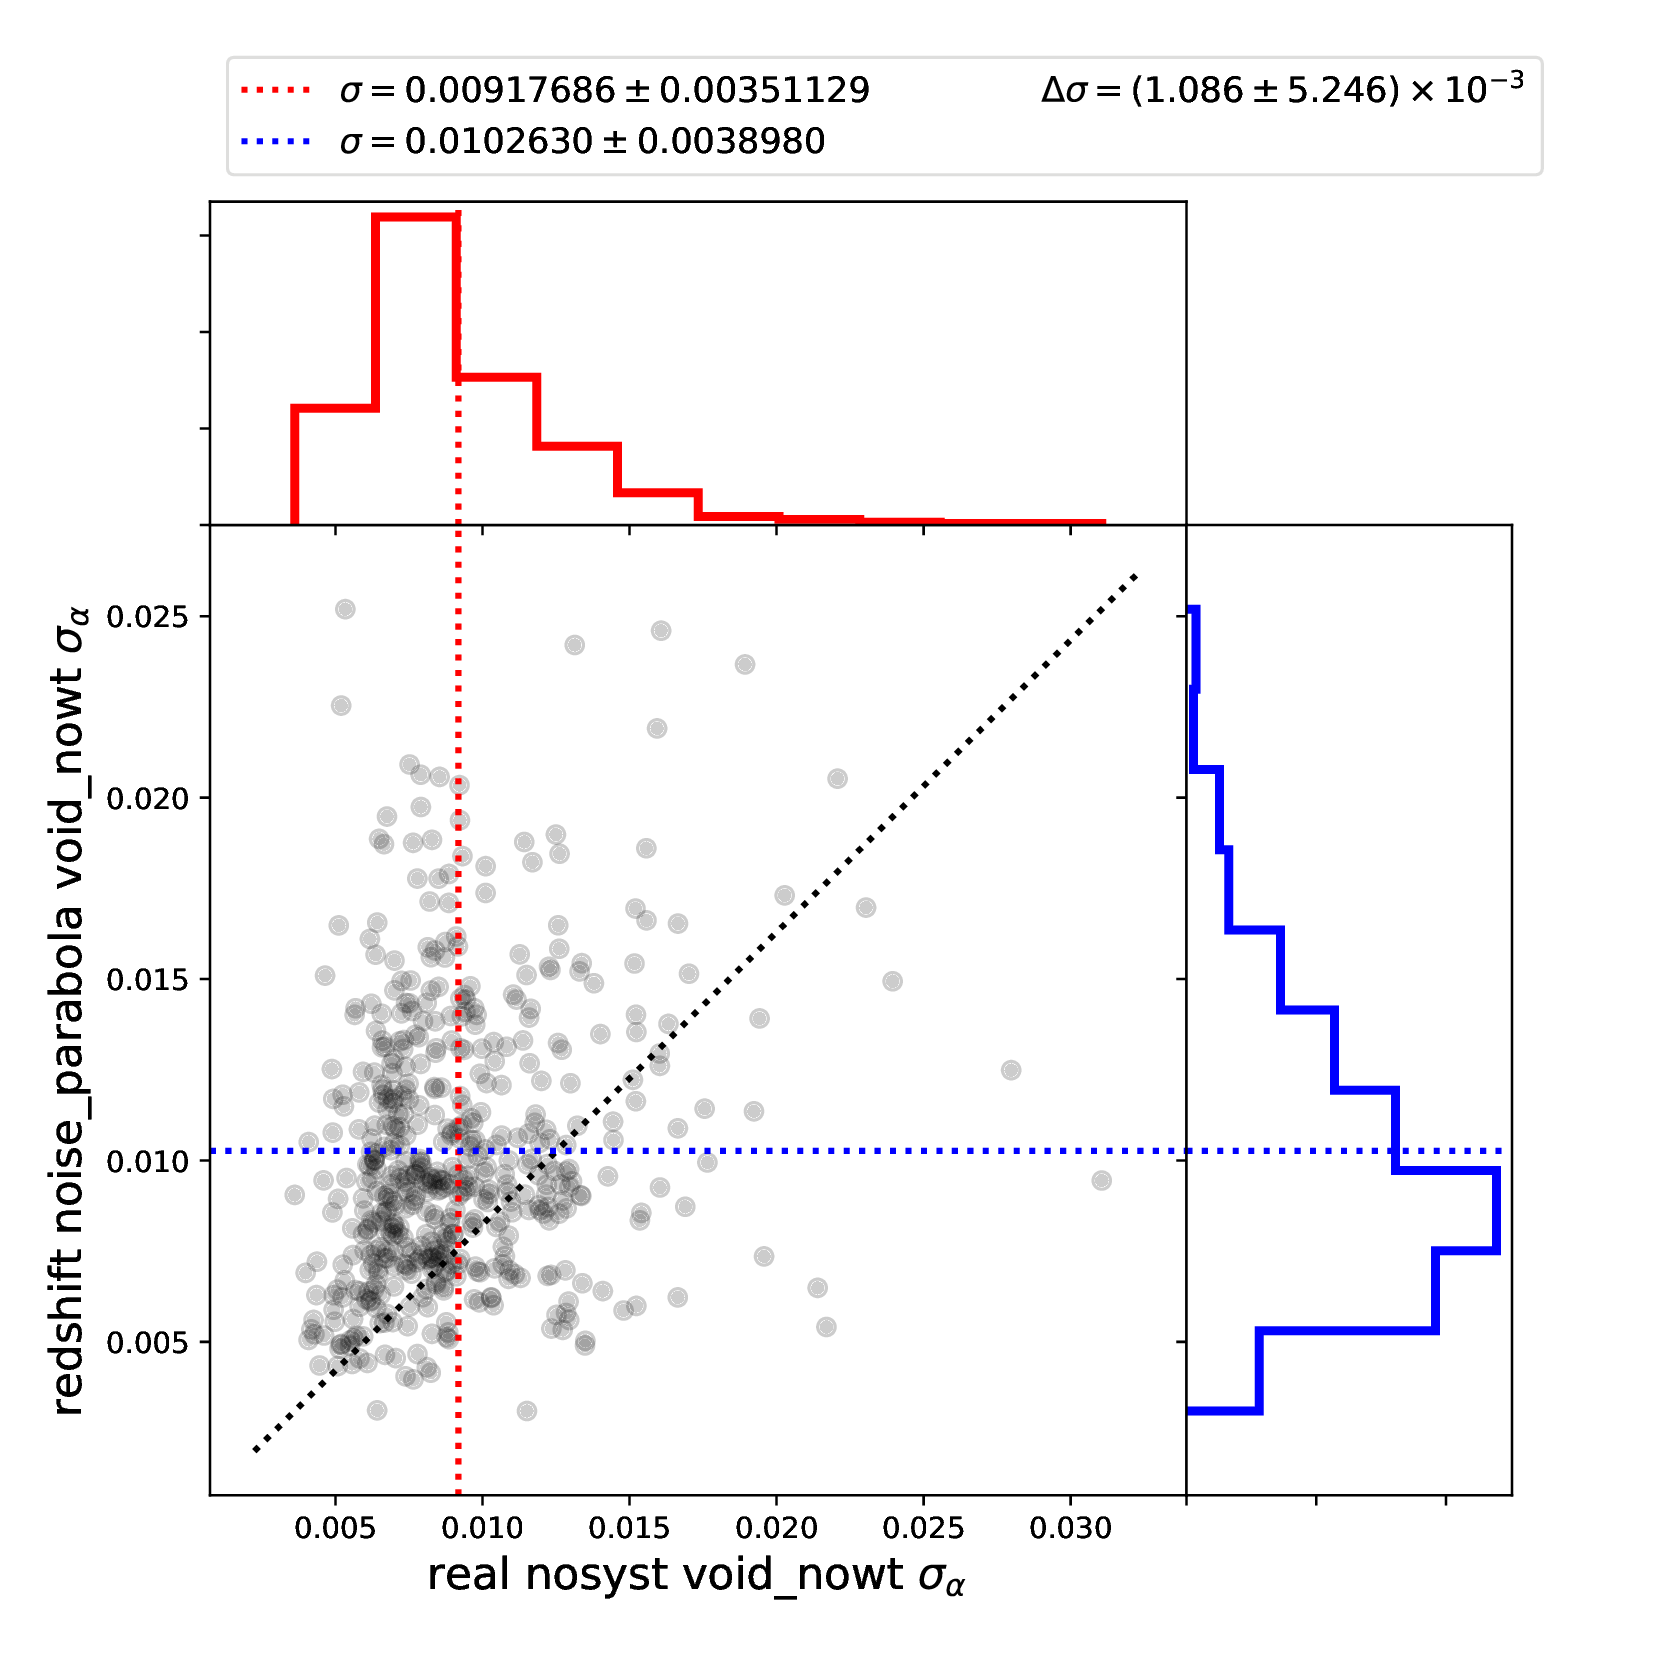 σ = 0.00917686 ± 0.00351129 Δσ = (1.086 ± 5.246) × 10⁻³
σ = 0.0102630 ± 0.0038980
redshift noise_parabola void_nowt σ_α
0.025
0.020
0.015
0.010
0.005
0.005 0.010 0.015 0.020 0.025 0.030
real nosyst void_nowt σ_α